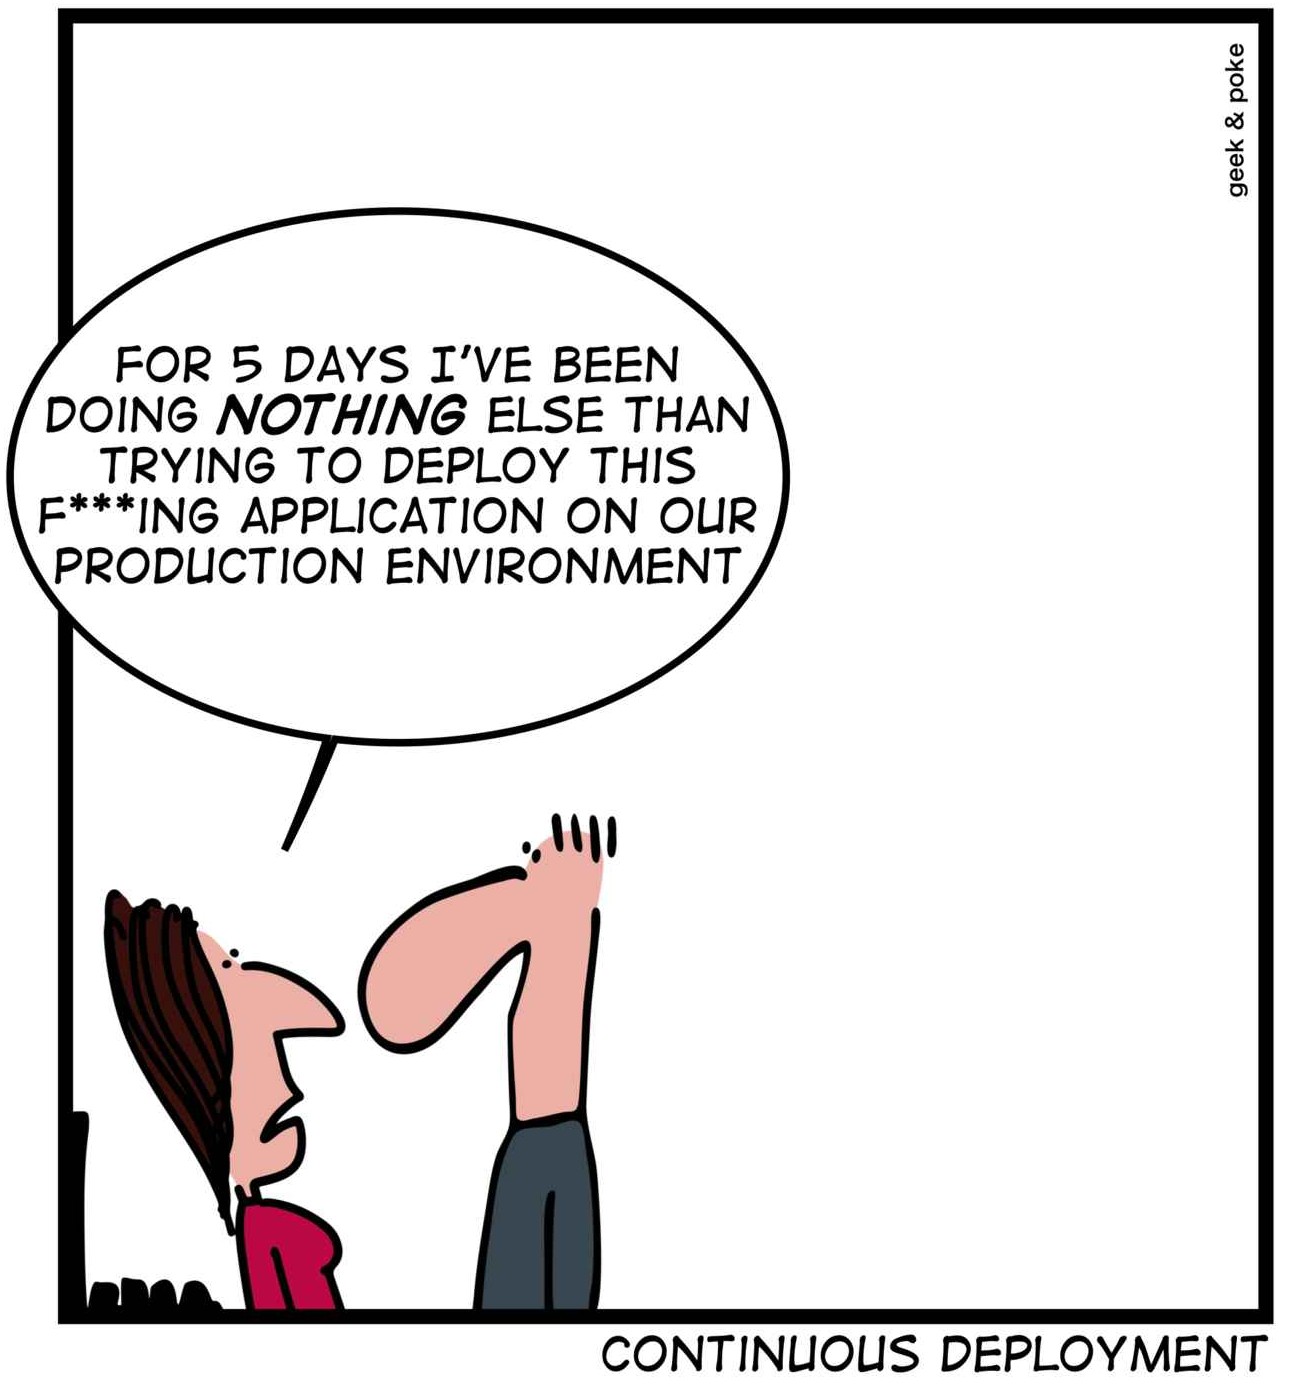 geek & poke
FOR 5 DAYS I'VE BEEN
DOING NOTHING ELSE THAN
TRYING TO DEPLOY THIS
F***ING APPLICATION ON OUR
PRODUCTION ENVIRONMENT
CONTINUOUS DEPLOYMENT